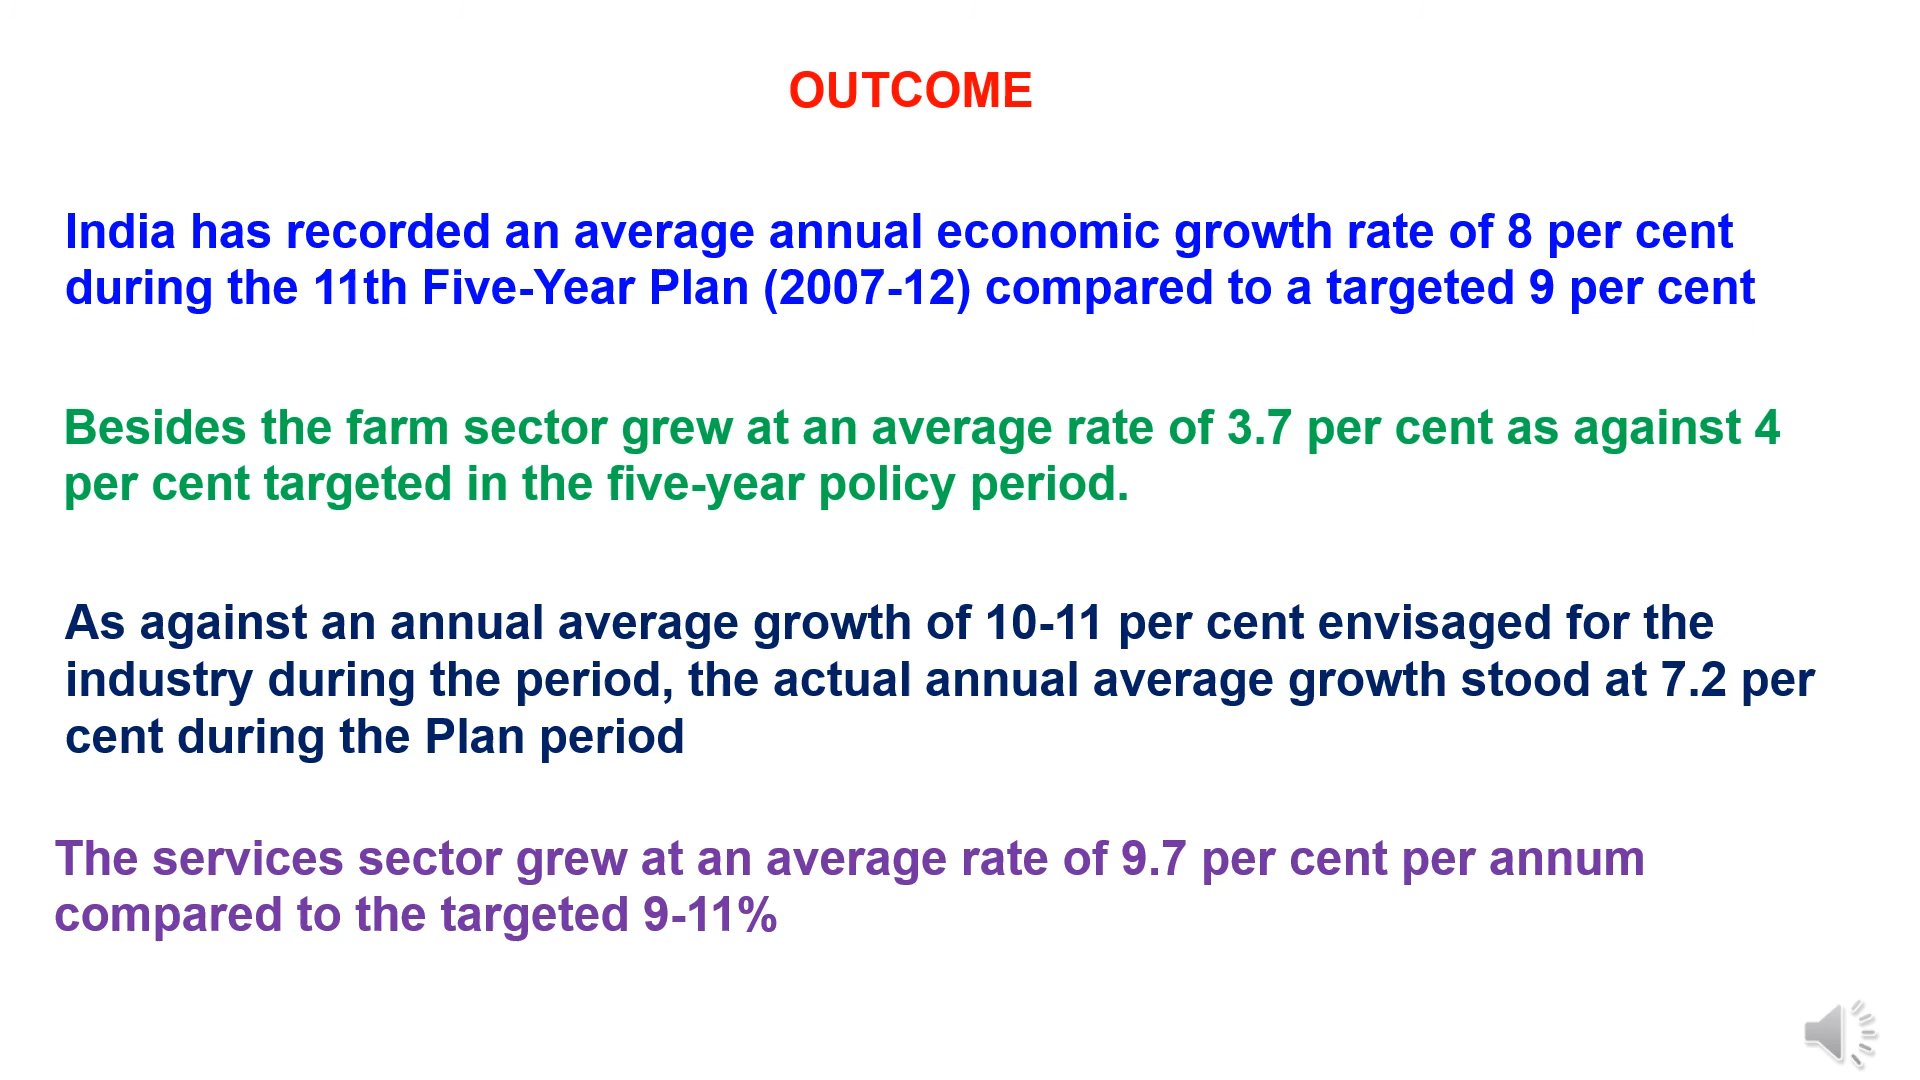 OUTCOME
India has recorded an average annual economic growth rate of 8 per cent
during the 11th Five-Year Plan (2007-12) compared to a targeted 9 per cent
Besides the farm sector grew at an average rate of 3.7 per cent as against 4
per cent targeted in the five-year policy period.
As against an annual average growth of 10-11 per cent envisaged for the
industry during the period, the actual annual average growth stood at 7.2 per
cent during the Plan period
The services sector grew at an average rate of 9.7 per cent per annum
compared to the targeted 9-11%